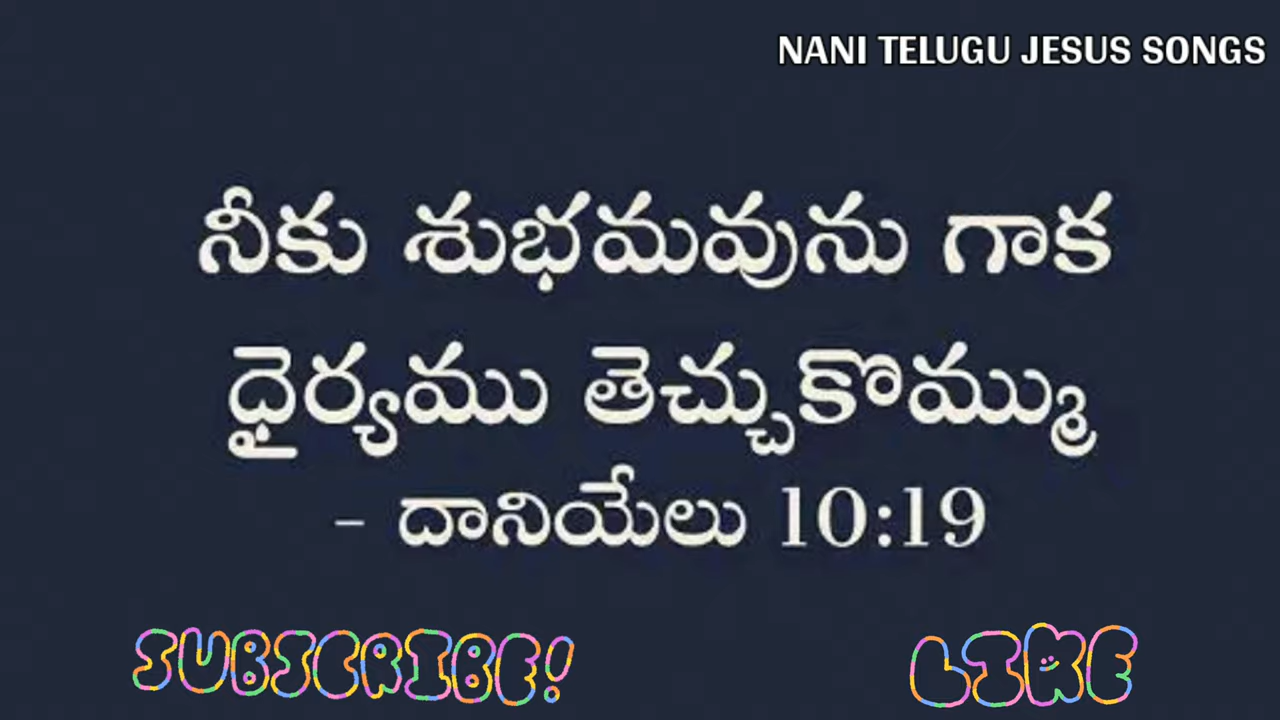 NANI TELUGU JESUS SONGS
నీకు శుభమవును గాక
ధైర్యము తెచ్చుకొమ్ము
- దానియేలు 10:19
SUBSCRIBE! LIKE